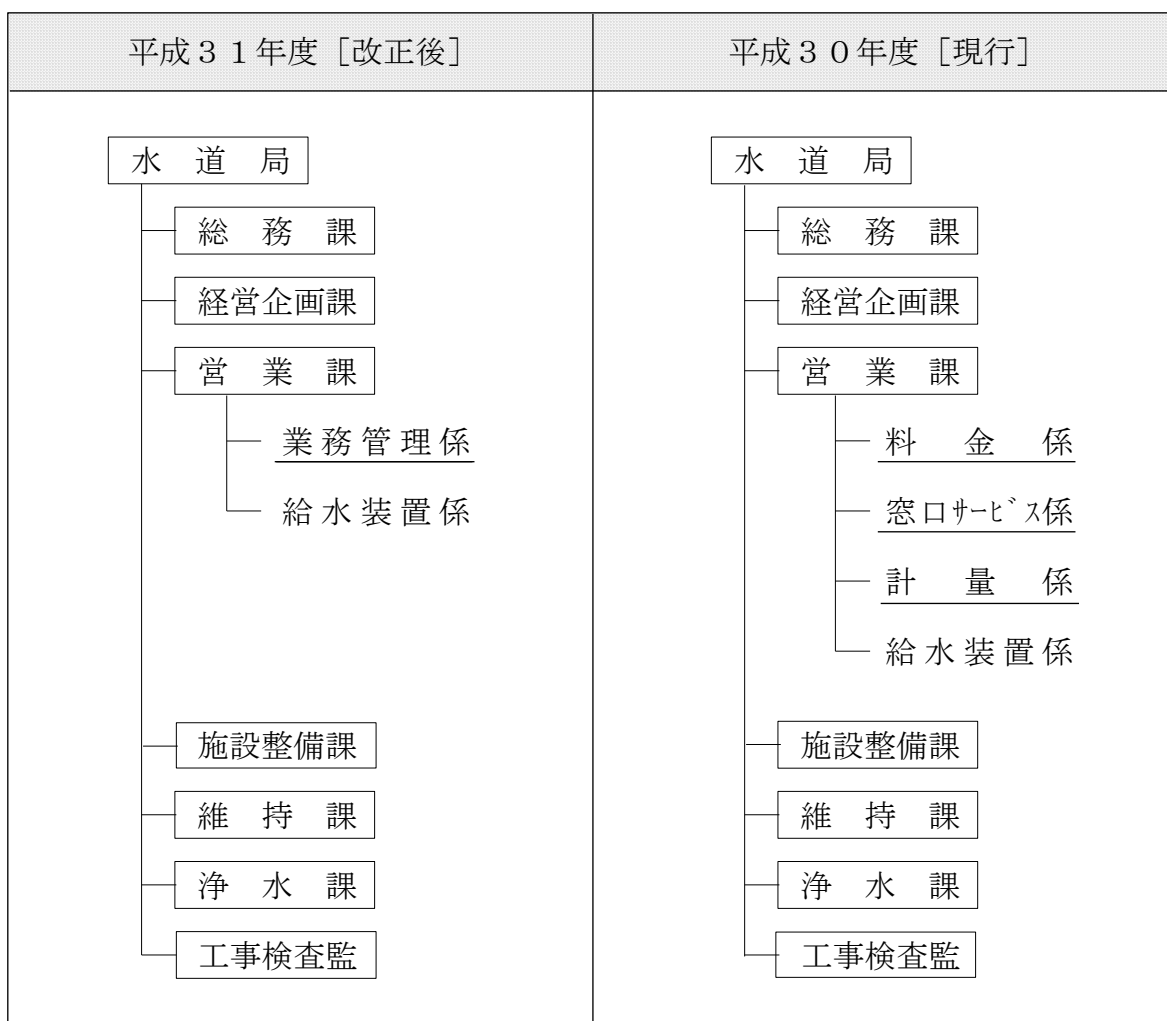 平成３１年度［改正後］
水道局
総務課
経営企画課
営業課
業務管理係
給水装置係
施設整備課
維持課
浄水課
工事検査監
平成３０年度［現行］
水道局
総務課
経営企画課
営業課
料金係
窓口ｻｰﾋﾞｽ係
計量係
給水装置係
施設整備課
維持課
浄水課
工事検査監